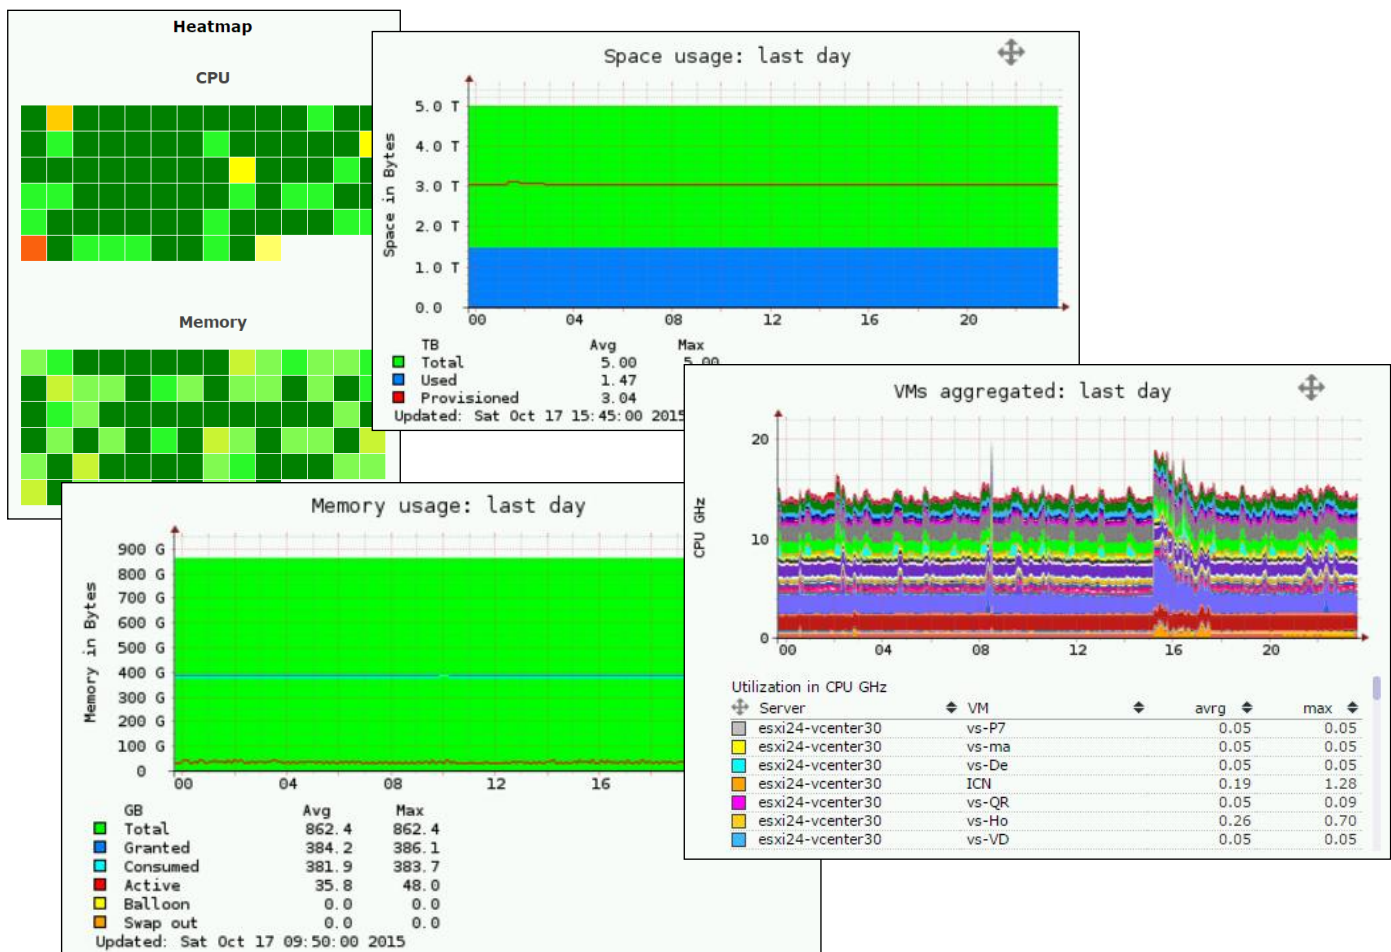 Heatmap
CPU
Memory
Space usage: last day
Space in Bytes
5.0 T
4.0 T
3.0 T
2.0 T
1.0 T
0.0
00 04 08 12 16 20
TB Avg Max
Total 5.00 5.00
Used 1.47
Provisioned 3.04
Updated: Sat Oct 17 15:45:00 2015
VMs aggregated: last day
CPU GHz
20
10
0
00 04 08 12 16 20
Utilization in CPU GHz
Server VM avrg max
esxi24-vcenter30 vs-P7 0.05 0.05
esxi24-vcenter30 vs-ma 0.05 0.05
esxi24-vcenter30 vs-De 0.05 0.05
esxi24-vcenter30 ICN 0.19 1.28
esxi24-vcenter30 vs-QR 0.05 0.09
esxi24-vcenter30 vs-Ho 0.26 0.70
esxi24-vcenter30 vs-VD 0.05 0.05
Memory usage: last day
Memory in Bytes
900 G
800 G
700 G
600 G
500 G
400 G
300 G
200 G
100 G
0
00 04 08 12 16
GB Avg Max
Total 862.4 862.4
Granted 384.2 386.1
Consumed 381.9 383.7
Active 35.8 48.0
Balloon 0.0 0.0
Swap out 0.0 0.0
Updated: Sat Oct 17 09:50:00 2015